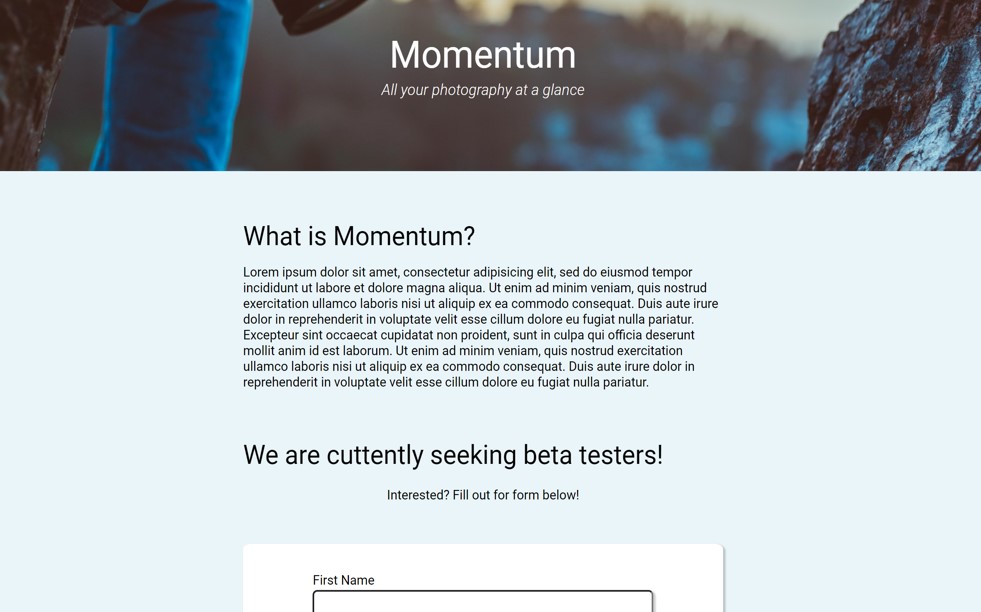 Momentum
All your photography at a glance
What is Momentum?
Lorem ipsum dolor sit amet, consectetur adipisicing elit, sed do eiusmod tempor
incididunt ut labore et dolore magna aliqua. Ut enim ad minim veniam, quis nostrud
exercitation ullamco laboris nisi ut aliquip ex ea commodo consequat. Duis aute irure
dolor in reprehenderit in voluptate velit esse cillum dolore eu fugiat nulla pariatur.
Excepteur sint occaecat cupidatat non proident, sunt in culpa qui officia deserunt
mollit anim id est laborum. Ut enim ad minim veniam, quis nostrud exercitation
ullamco laboris nisi ut aliquip ex ea commodo consequat. Duis aute irure dolor in
reprehenderit in voluptate velit esse cillum dolore eu fugiat nulla pariatur.
We are cuttently seeking beta testers!
Interested? Fill out for form below!
First Name